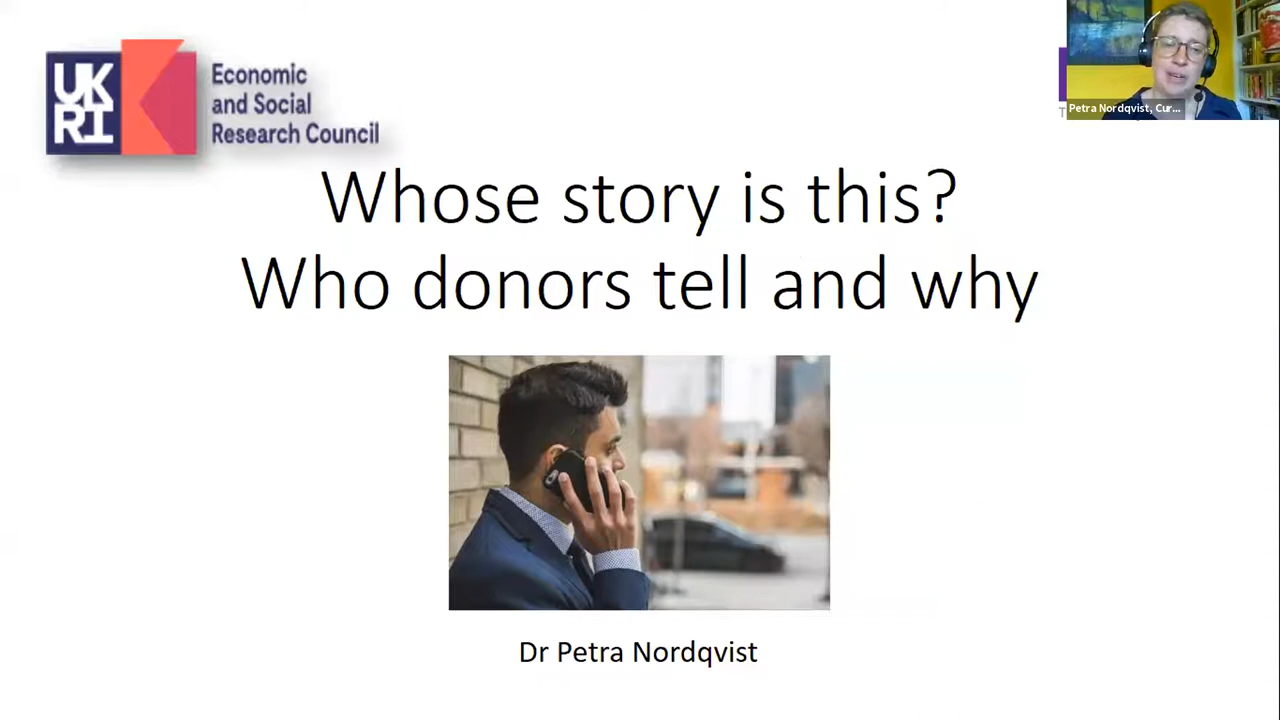 UK
RI
Economic
and Social
Research Council
Petra Nordqvist, Cur...
Whose story is this?
Who donors tell and why
Dr Petra Nordqvist